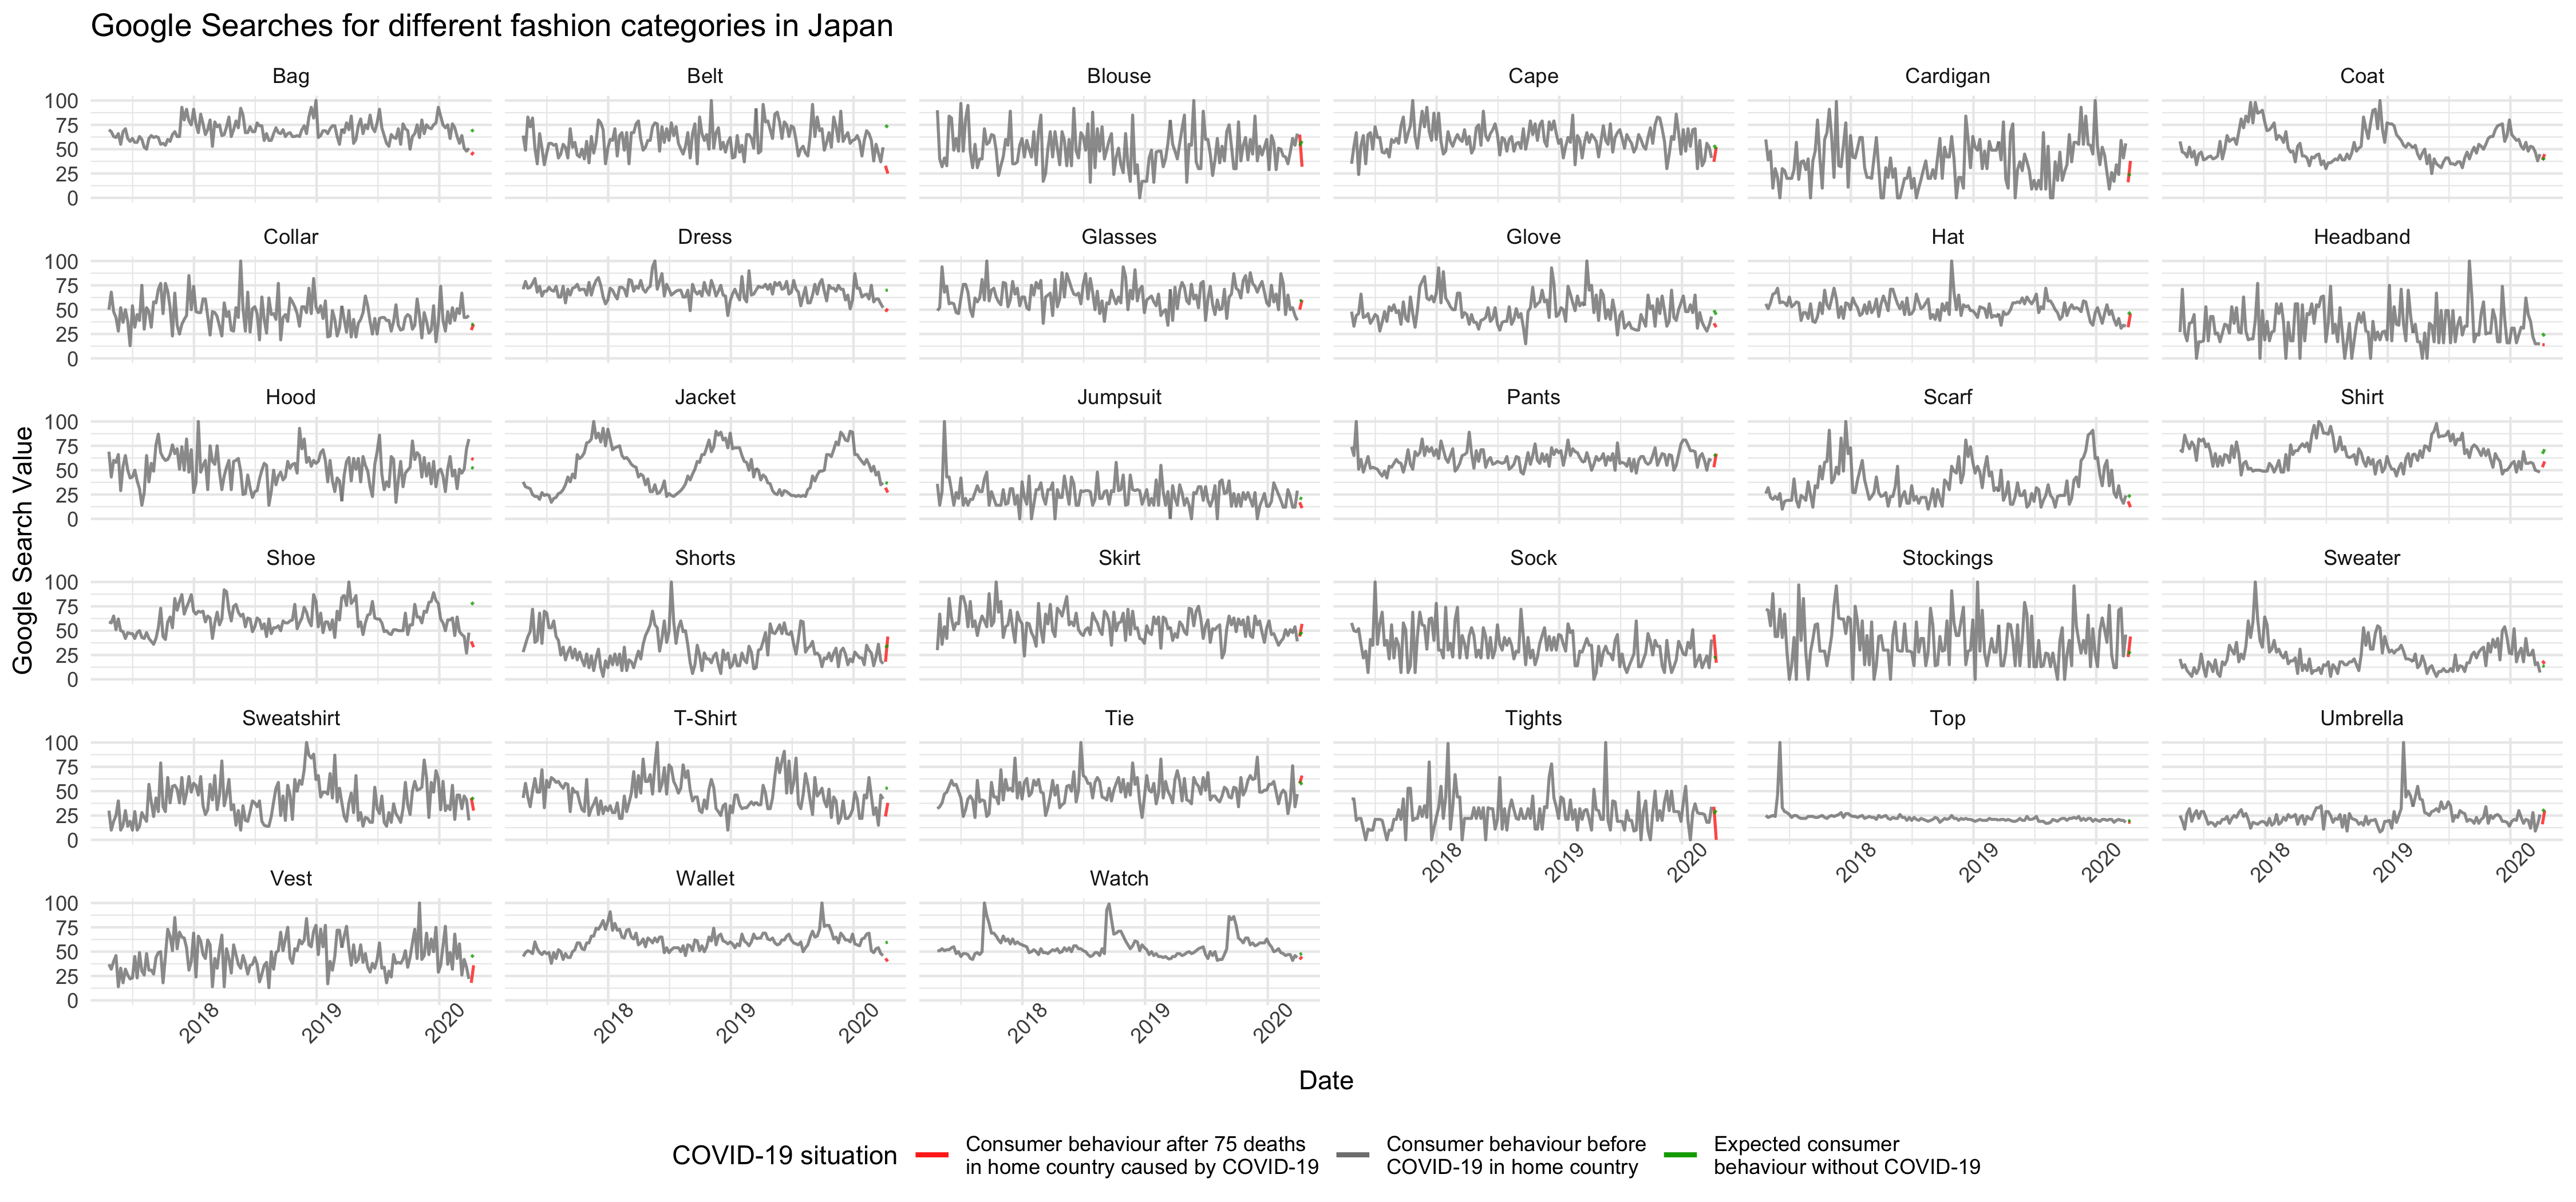 Google Searches for different fashion categories in Japan
Bag Belt Blouse Cape Cardigan Coat
100
75
50
25
0
Collar Dress Glasses Glove Hat Headband
100
75
50
25
0
Hood Jacket Jumpsuit Pants Scarf Shirt
100
75
50
25
0
Google Search Value
Shoe Shorts Skirt Sock Stockings Sweater
100
75
50
25
0
Sweatshirt T-Shirt Tie Tights Top Umbrella
100
75
50
25
0
2018 2019 2020 2018 2019 2020 2018 2019 2020
Vest Wallet Watch
100
75
50
25
0
2018 2019 2020 2018 2019 2020 2018 2019 2020
Date
COVID-19 situation
Consumer behaviour after 75 deaths
in home country caused by COVID-19
Consumer behaviour before
COVID-19 in home country
Expected consumer
behaviour without COVID-19